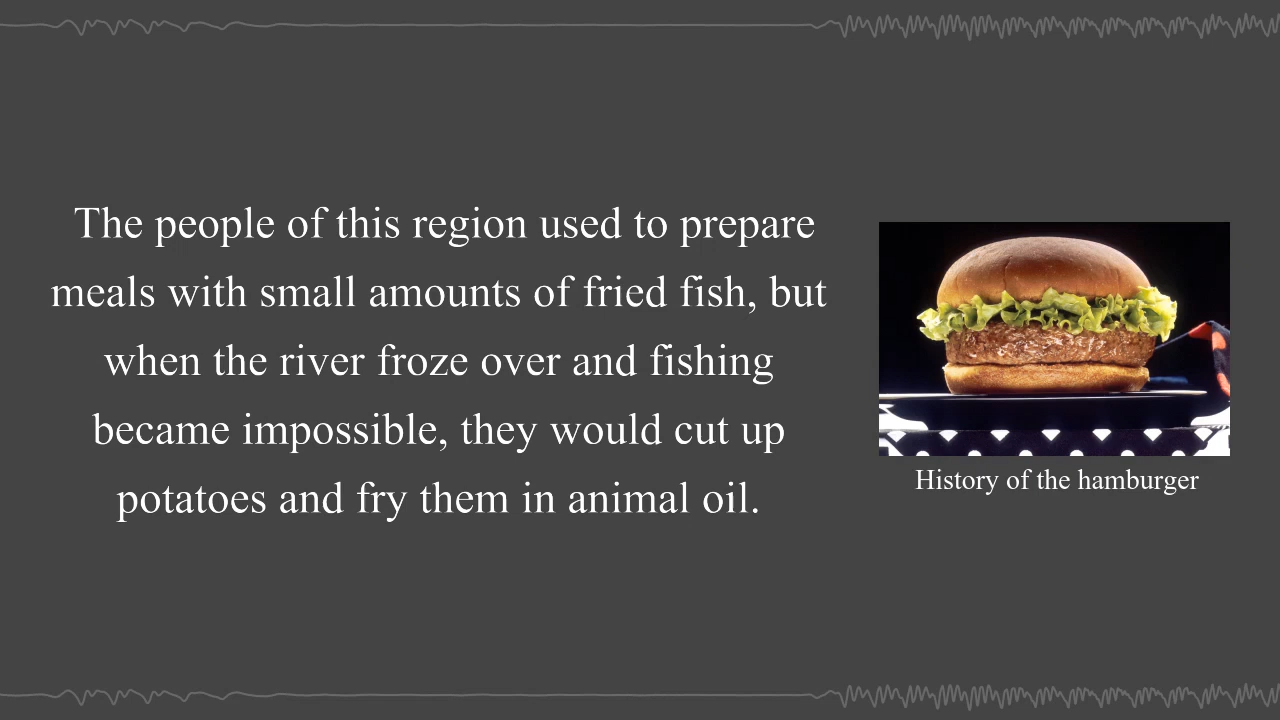 The people of this region used to prepare
meals with small amounts of fried fish, but
when the river froze over and fishing
became impossible, they would cut up
potatoes and fry them in animal oil.
History of the hamburger